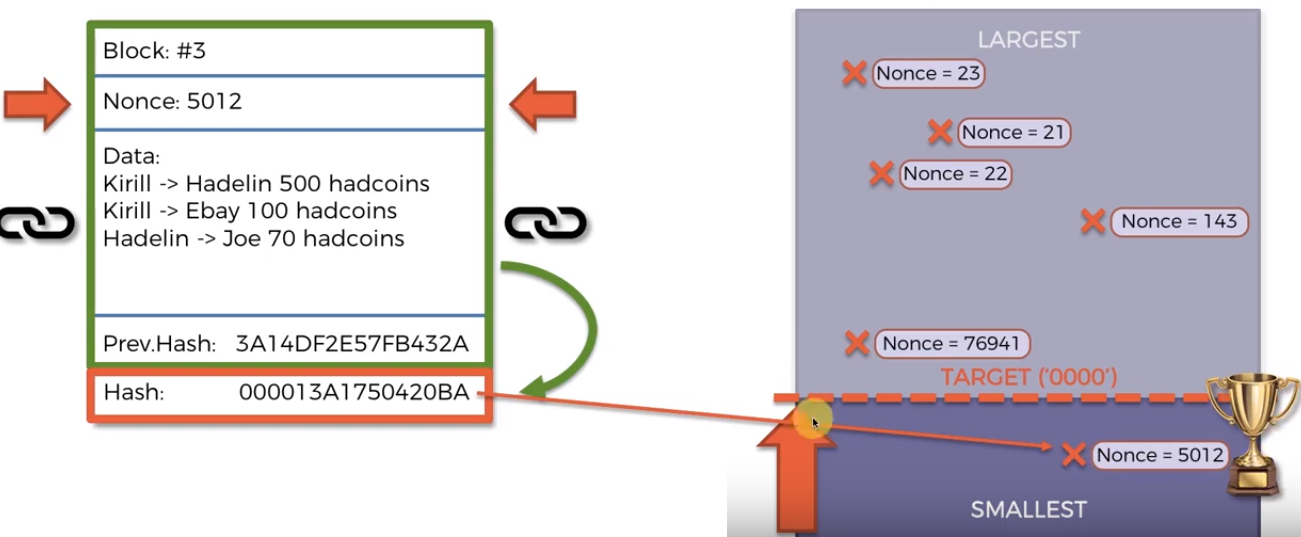 Block: #3
Nonce: 5012
Data:
Kirill -> Hadelin 500 hadcoins
Kirill -> Ebay 100 hadcoins
Hadelin -> Joe 70 hadcoins
Prev.Hash: 3A14DF2E57FB432A
Hash: 000013A1750420BA
LARGEST
Nonce = 23
Nonce = 21
Nonce = 22
Nonce = 143
Nonce = 76941
TARGET ('0000')
Nonce = 5012
SMALLEST